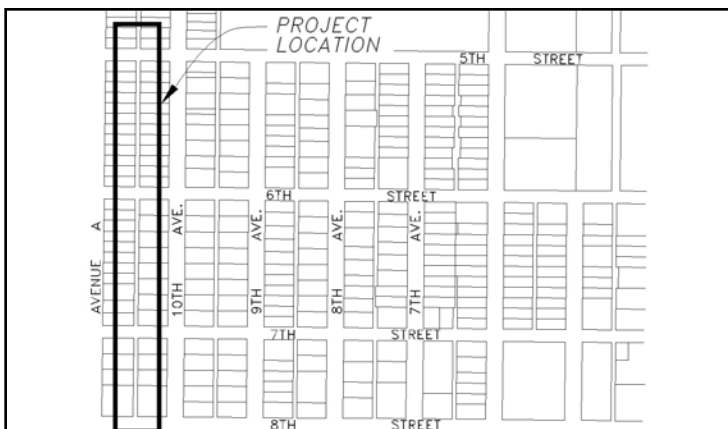 PROJECT
LOCATION
5TH STREET
6TH STREET
AVENUE A
10TH AVE.
9TH AVE.
8TH AVE.
7TH AVE.
7TH STREET
8TH STREET